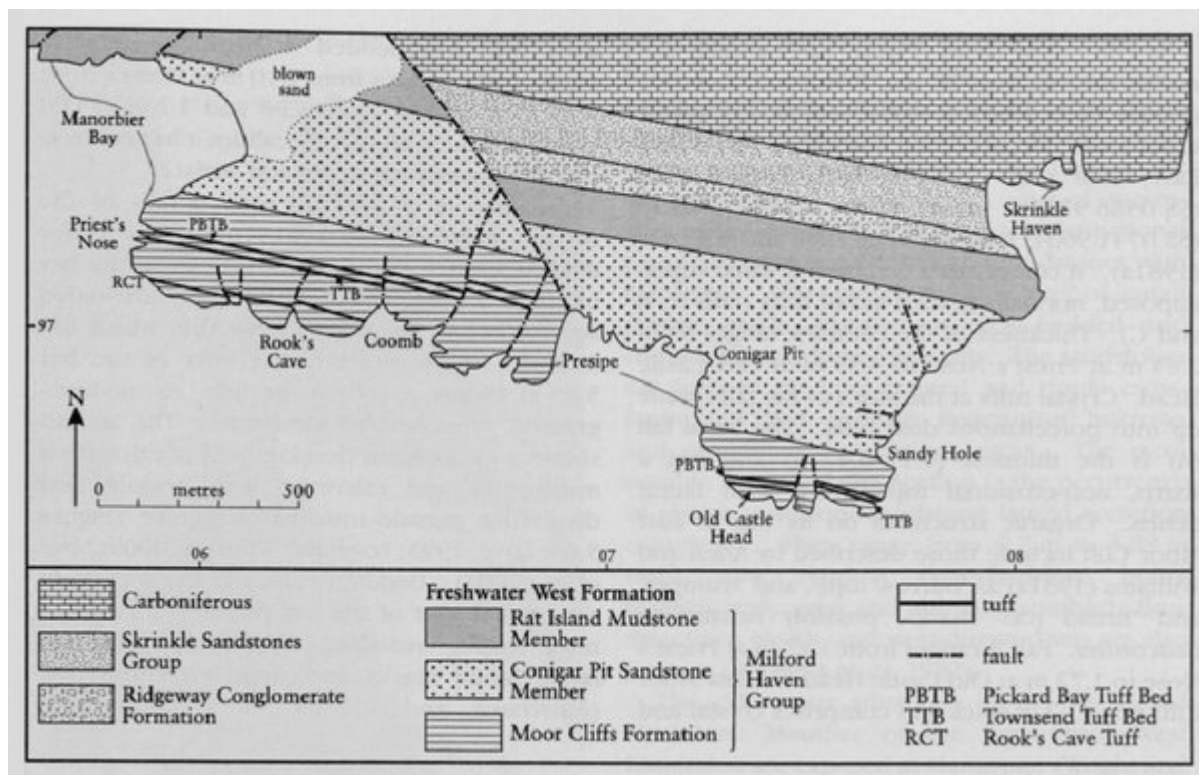 blown
sand
Manorbier
Bay
Priest's
Nose
PBTB
RCT
TTB
97
Rook's
Cave
Coomb
Presipe
Conigar Pit
Skrinkle
Haven
Sandy Hole
PBTB
Old Castle
Head
TTB
N
0 metres 500
06 07 08
Carboniferous
Skrinkle Sandstones
Group
Ridgeway Conglomerate
Formation
Freshwater West Formation
Rat Island Mudstone
Member
Conigar Pit Sandstone
Member
Moor Cliffs Formation
Milford
Haven
Group
tuff
fault
PBTB Pickard Bay Tuff Bed
TTB Townsend Tuff Bed
RCT Rook's Cave Tuff